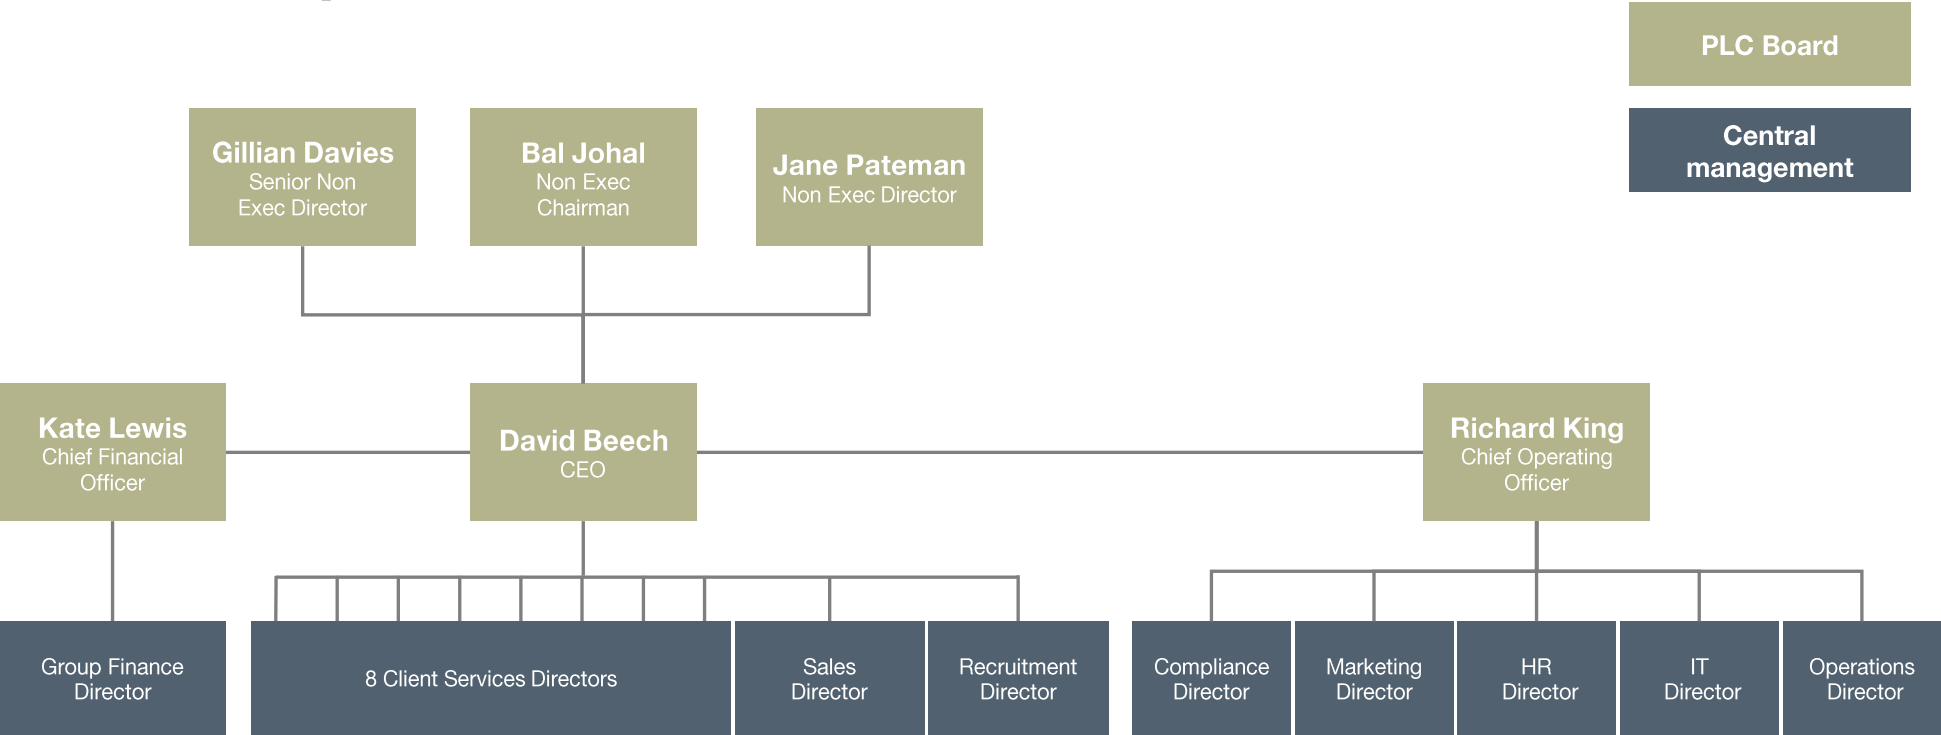 PLC Board
Central
management
Gillian Davies
Senior Non
Exec Director
Bal Johal
Non Exec
Chairman
Jane Pateman
Non Exec Director
Kate Lewis
Chief Financial
Officer
David Beech
CEO
Richard King
Chief Operating
Officer
Group Finance
Director
8 Client Services Directors
Sales
Director
Recruitment
Director
Compliance
Director
Marketing
Director
HR
Director
IT
Director
Operations
Director